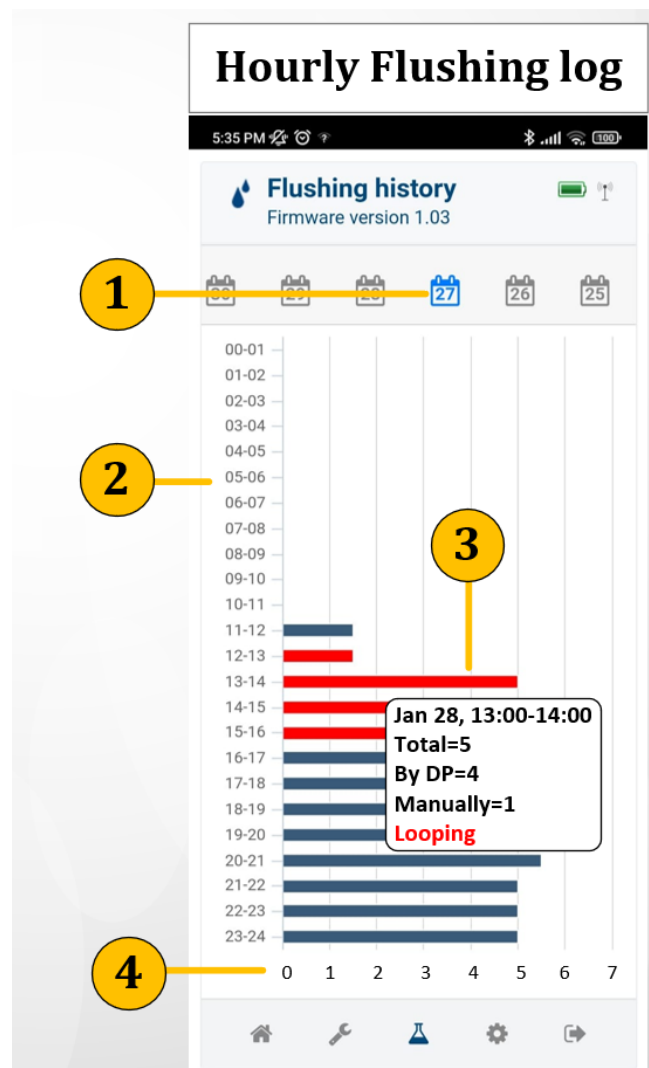 Hourly Flushing log
5:35 PM
100
Flushing history
Firmware version 1.03
1
30 29 28 27 26 25
00-01
01-02
02-03
03-04
04-05
2
05-06
06-07
07-08
3
08-09
09-10
10-11
11-12
12-13
13-14
14-15
Jan 28, 13:00-14:00
15-16
Total=5
16-17
By DP=4
17-18
Manually=1
18-19
19-20
Looping
20-21
21-22
22-23
23-24
4
0 1 2 3 4 5 6 7